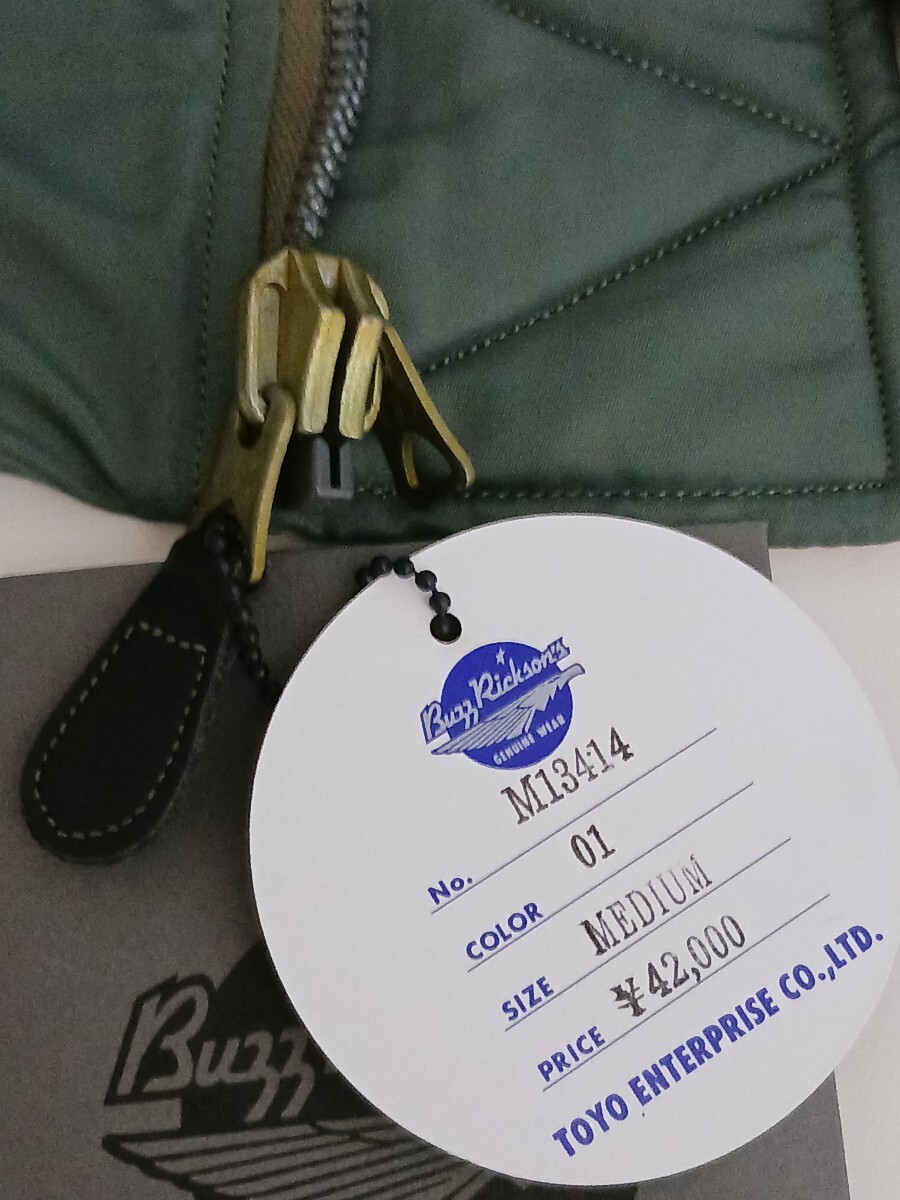 Buzz Rickson's
GENUINE WEAR
No. M13414
COLOR 01
SIZE MEDIUM
PRICE ¥42,000
TOYO ENTERPRISE CO.,LTD.
Buzz